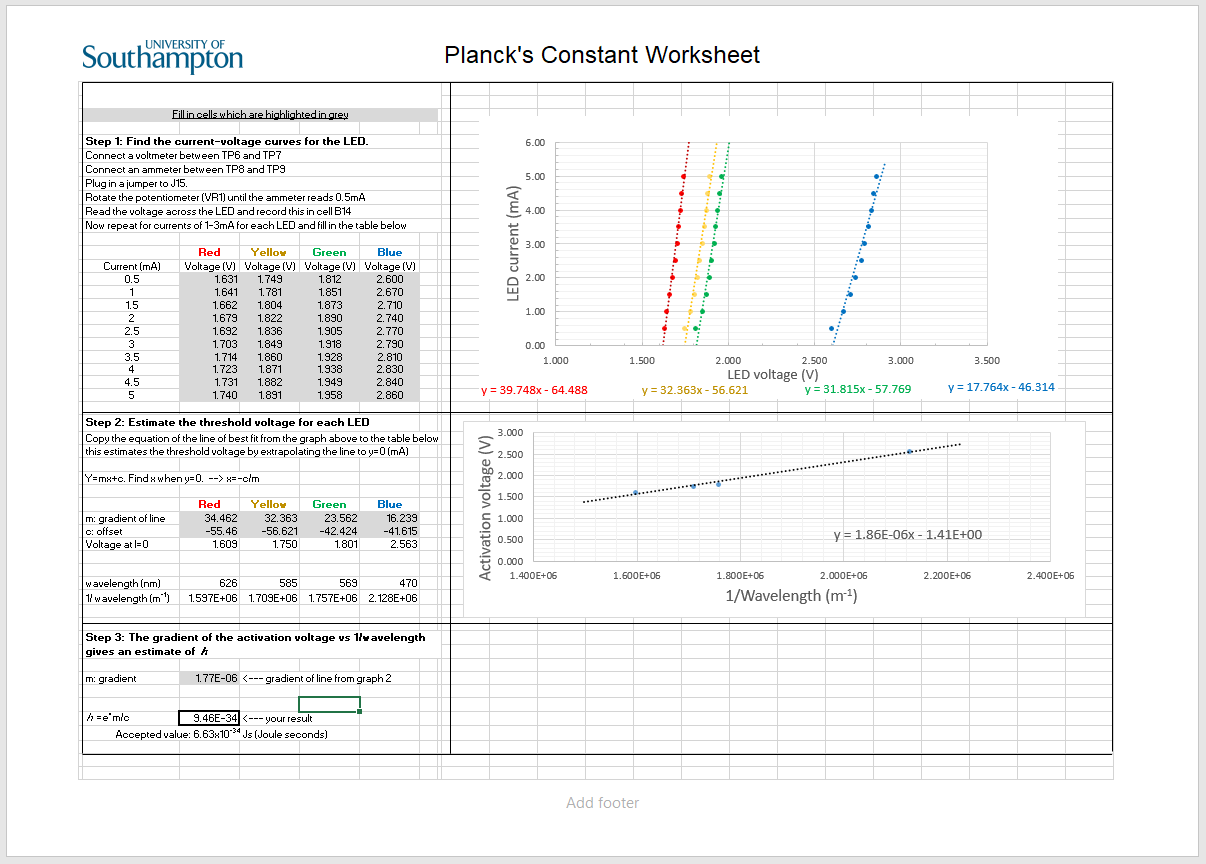 UNIVERSITY OF
Southampton
Planck's Constant Worksheet
Fill in cells which are highlighted in grey
Step 1: Find the current-voltage curves for the LED.
Connect a voltmeter between TP6 and TP7
Connect an ammeter between TP8 and TP9
Plug in a jumper to J15.
Rotate the potentiometer (VR1) until the ammeter reads 0.5mA
Read the voltage across the LED and record this in cell B14
Now repeat for currents of 1-3mA for each LED and fill in the table below
Red Yellow Green Blue
Current (mA) Voltage (V) Voltage (V) Voltage (V) Voltage (V)
0.5 1.631 1.749 1.812 2.600
1 1.641 1.781 1.851 2.670
1.5 1.662 1.804 1.873 2.710
2 1.679 1.822 1.890 2.740
2.5 1.692 1.836 1.905 2.770
3 1.703 1.849 1.918 2.790
3.5 1.714 1.860 1.928 2.810
4 1.723 1.871 1.938 2.830
4.5 1.731 1.882 1.949 2.840
5 1.740 1.891 1.958 2.860
LED current (mA)
6.00
5.00
4.00
3.00
2.00
1.00
0.00
1.000 1.500 2.000 2.500 3.000 3.500
LED voltage (V)
y = 39.748x - 64.488 y = 32.363x - 56.621 y = 31.815x - 57.769 y = 17.764x - 46.314
Step 2: Estimate the threshold voltage for each LED
Copy the equation of the line of best fit from the graph above to the table below
this estimates the threshold voltage by extrapolating the line to y=0 (mA)
Y=mx+c. Find x when y=0. --> x=-c/m
Red Yellow Green Blue
m: gradient of line 34.462 32.363 23.562 16.239
c: offset -55.46 -56.621 -42.424 -41.615
Voltage at I=0 1.609 1.750 1.801 2.563
wavelength (nm) 626 585 569 470
1/wavelength (m⁻¹) 1.597E+06 1.709E+06 1.757E+06 2.128E+06
Activation voltage (V)
3.000
2.500
2.000
1.500
1.000
0.500
0.000
y = 1.86E-06x - 1.41E+00
1.400E+06 1.600E+06 1.800E+06 2.000E+06 2.200E+06 2.400E+06
1/Wavelength (m⁻¹)
Step 3: The gradient of the activation voltage vs 1/wavelength
gives an estimate of h
m: gradient 1.77E-06 <--- gradient of line from graph 2
h =e*m/c 9.46E-34 <--- your result
Accepted value: 6.63x10⁻³⁴ Js (Joule seconds)
Add footer